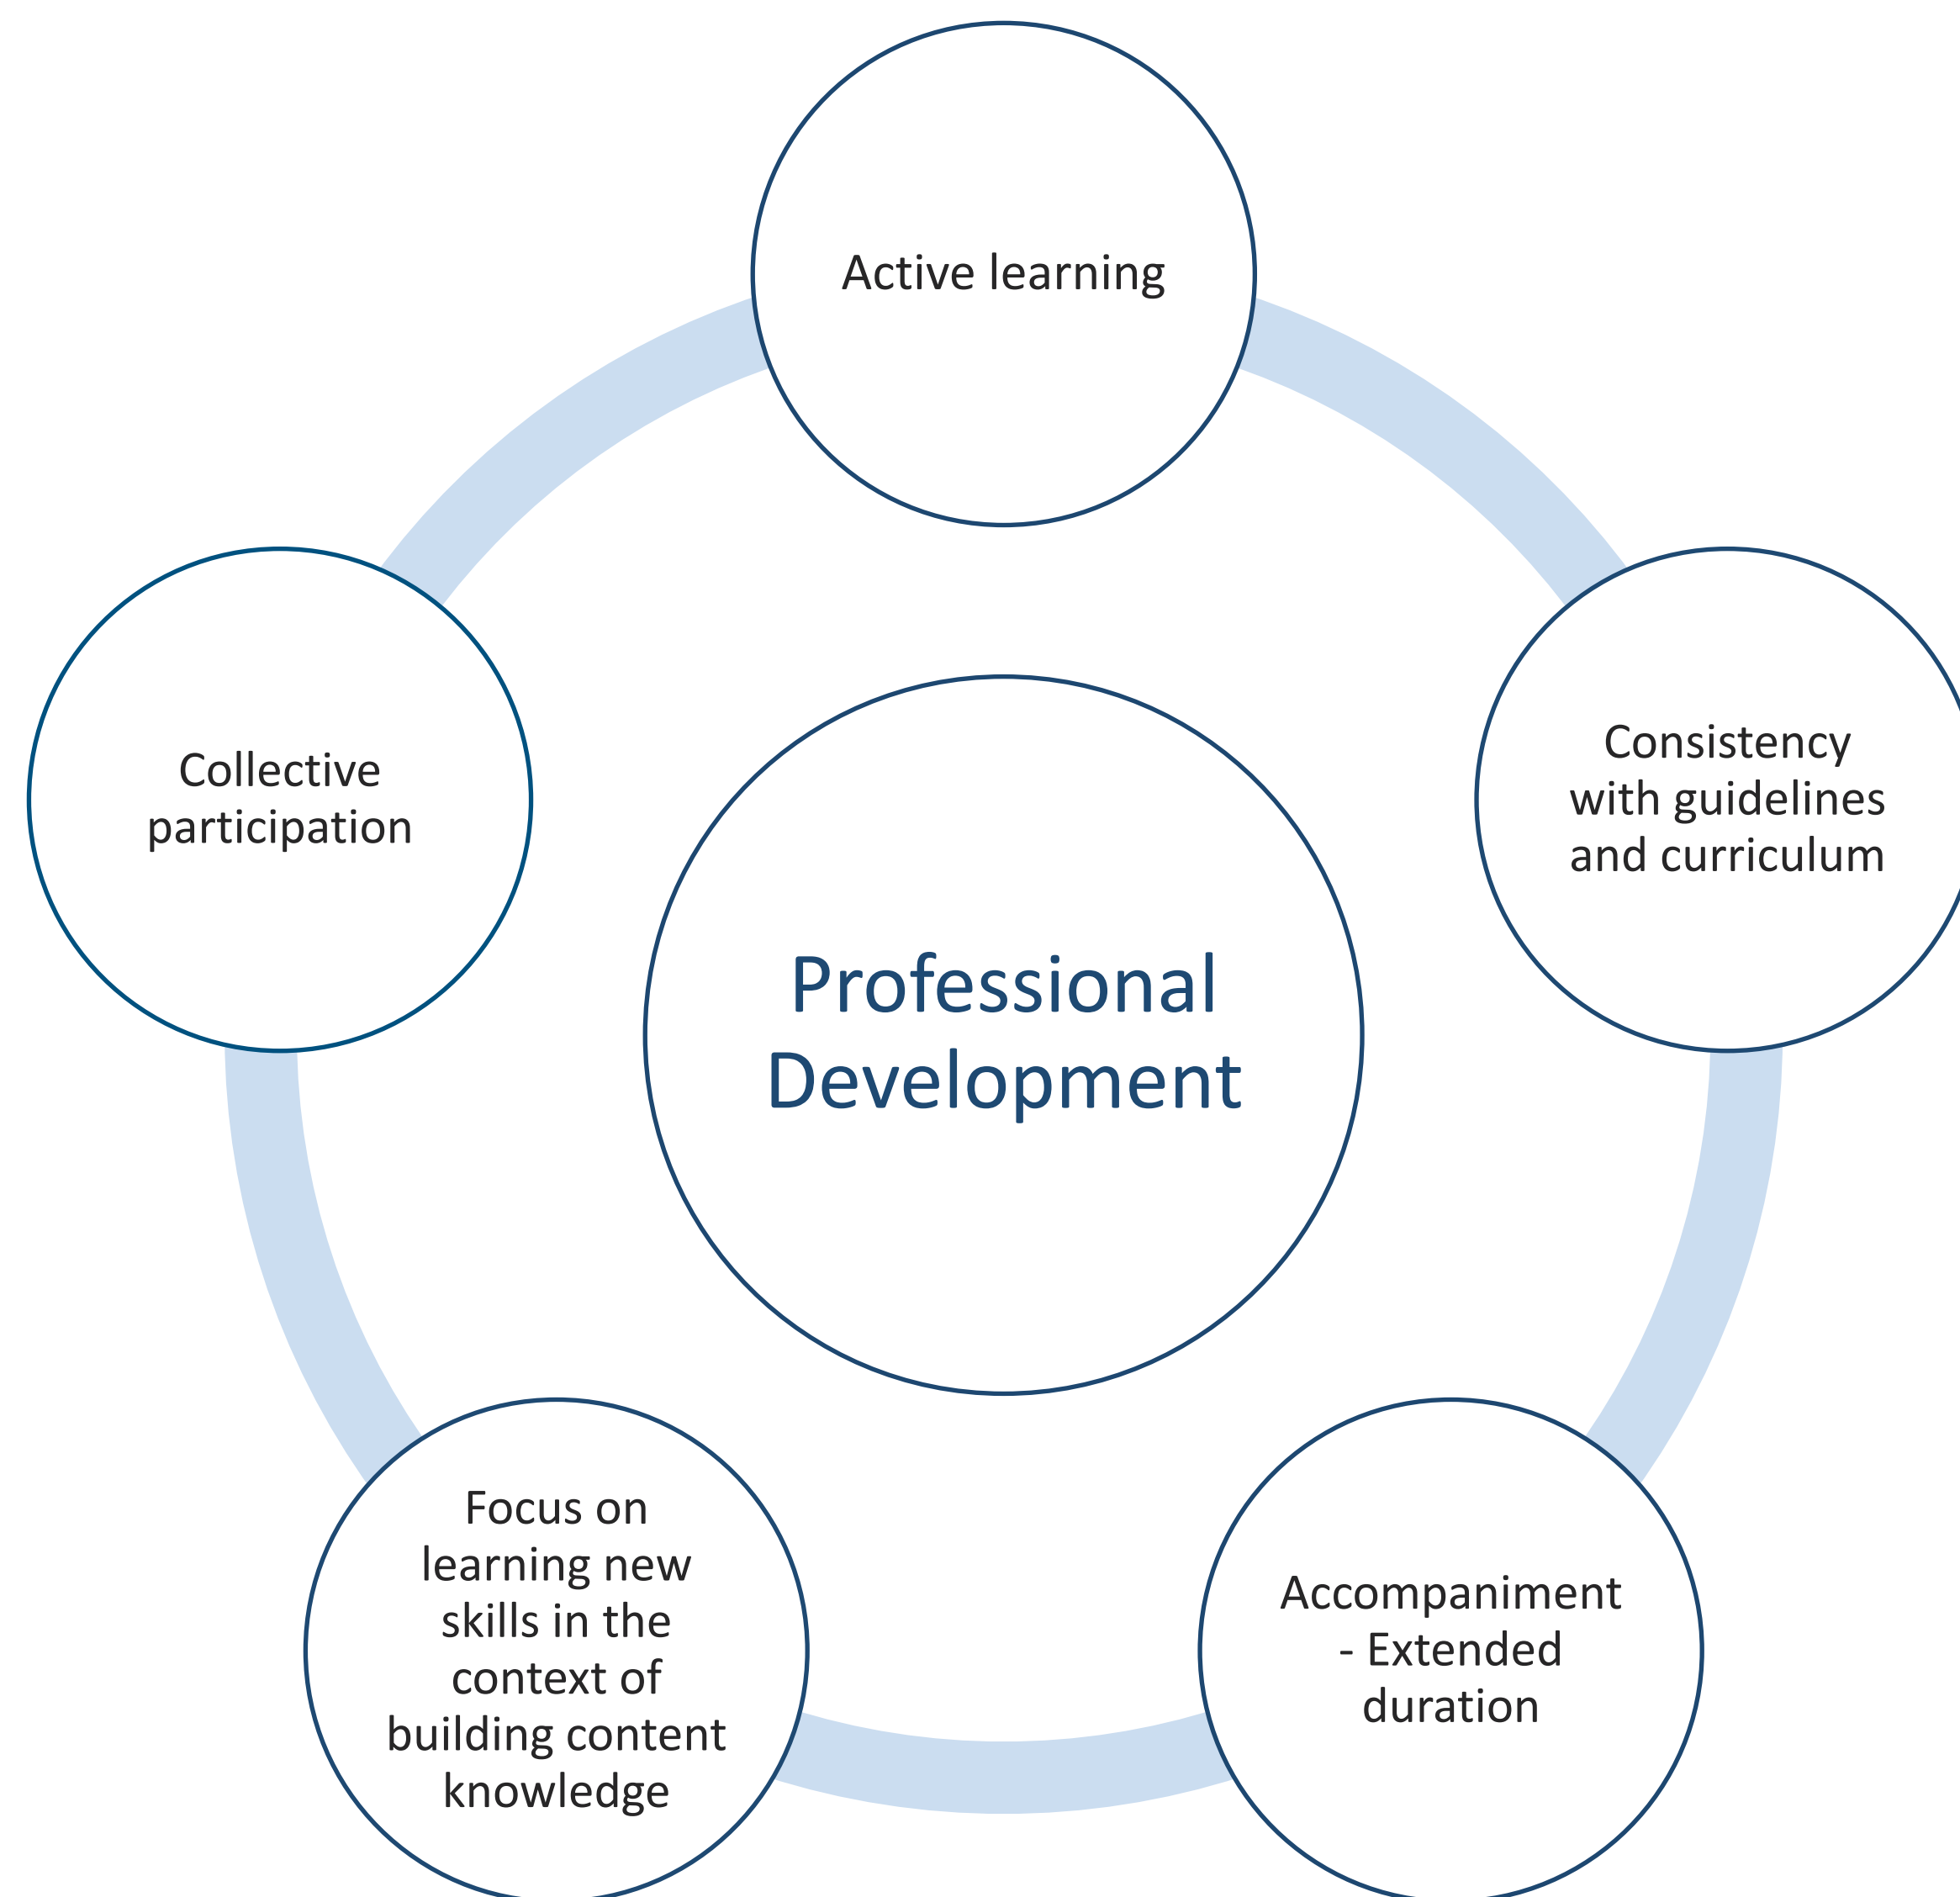 Active learning
Collective
participation
Consistency
with guidelines
and curriculum
Professional
Development
Focus on
learning new
skills in the
context of
building content
knowledge
Accompaniment
- Extended
duration